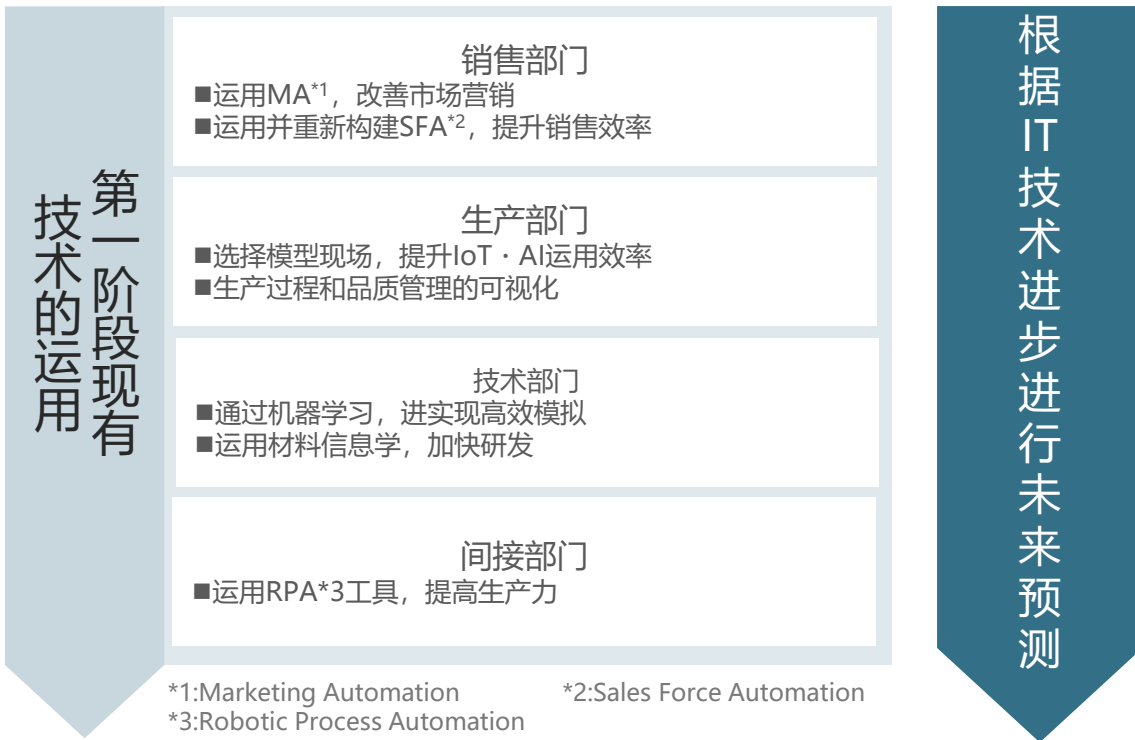 第一阶段现有
技术的运用
销售部门
■运用MA*1，改善市场营销
■运用并重新构建SFA*2，提升销售效率
生产部门
■选择模型现场，提升IoT・AI运用效率
■生产过程和品质管理的可视化
技术部门
■通过机器学习，进实现高效模拟
■运用材料信息学，加快研发
间接部门
■运用RPA*3工具，提高生产力
*1:Marketing Automation *2:Sales Force Automation
*3:Robotic Process Automation
根据IT技术进步进行未来预测